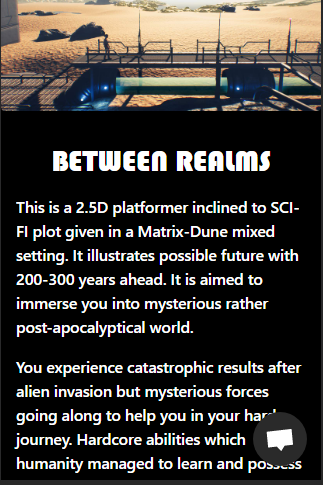 BETWEEN REALMS
This is a 2.5D platformer inclined to SCI-
FI plot given in a Matrix-Dune mixed
setting. It illustrates possible future with
200-300 years ahead. It is aimed to
immerse you into mysterious rather
post-apocalyptical world.
You experience catastrophic results after
alien invasion but mysterious forces
going along to help you in your hard
journey. Hardcore abilities which
humanity managed to learn and possess